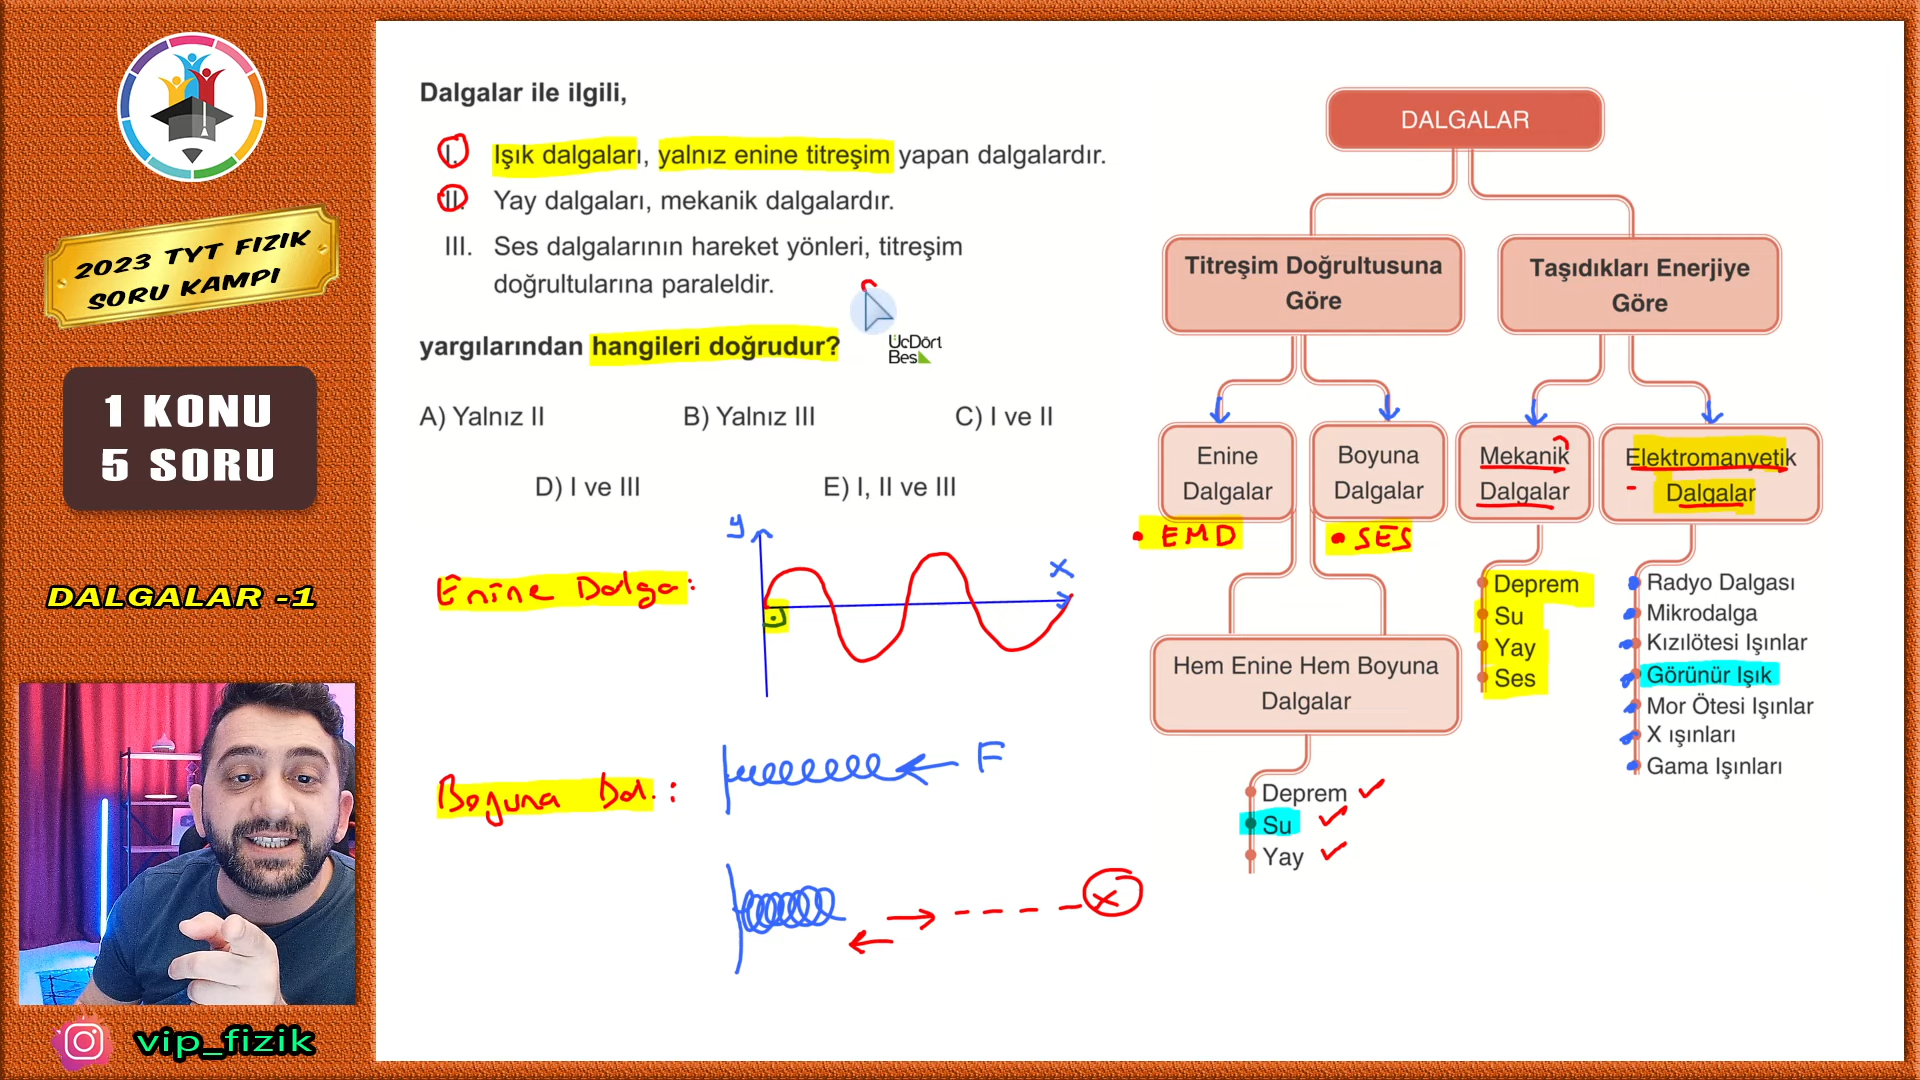 2023 TYT FIZIK
SORU KAMPI
1 KONU
5 SORU
DALGALAR -1
vip_fizik
Dalgalar ile ilgili,
I. Işık dalgaları, yalnız enine titreşim yapan dalgalardır.
II. Yay dalgaları, mekanik dalgalardır.
III. Ses dalgalarının hareket yönleri, titreşim
doğrultularına paraleldir.
yargılarından hangileri doğrudur?
ÜçDört
Beş
A) Yalnız II
B) Yalnız III
C) I ve II
D) I ve III
E) I, II ve III
Enine Dalga:
y
x
Boyuna Dal. :
F
x
DALGALAR
Titreşim Doğrultusuna
Göre
Taşıdıkları Enerjiye
Göre
Enine
Dalgalar
Boyuna
Dalgalar
Mekanik
Dalgalar
Elektromanyetik
Dalgalar
• EMD
• SES
Hem Enine Hem Boyuna
Dalgalar
Deprem
Su
Yay
Deprem
Su
Yay
Ses
Radyo Dalgası
Mikrodalga
Kızılötesi Işınlar
Görünür Işık
Mor Ötesi Işınlar
X ışınları
Gama Işınları